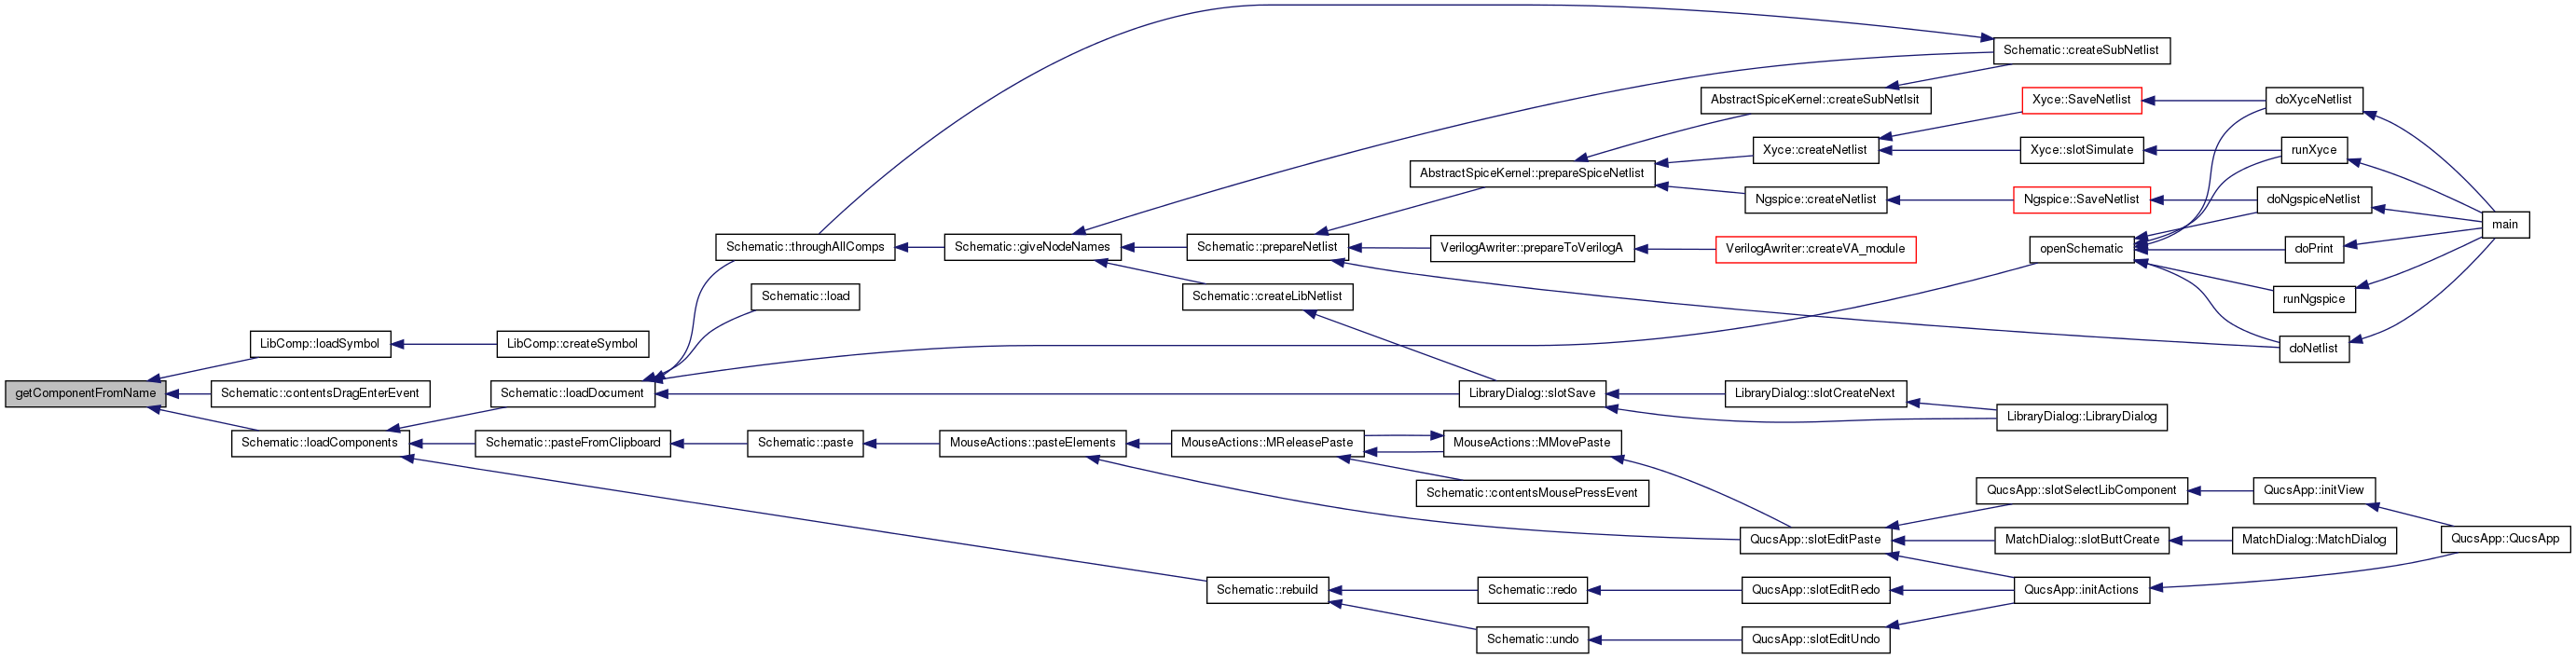 Schematic::createSubNetlist
AbstractSpiceKernel::createSubNetlsit
Xyce::SaveNetlist
doXyceNetlist
Xyce::createNetlist
Xyce::slotSimulate
runXyce
AbstractSpiceKernel::prepareSpiceNetlist
Ngspice::createNetlist
Ngspice::SaveNetlist
doNgspiceNetlist
main
Schematic::throughAllComps
Schematic::giveNodeNames
Schematic::prepareNetlist
VerilogAwriter::prepareToVerilogA
VerilogAwriter::createVA_module
openSchematic
doPrint
Schematic::load
Schematic::createLibNetlist
runNgspice
LibComp::loadSymbol
LibComp::createSymbol
doNetlist
getComponentFromName
Schematic::contentsDragEnterEvent
Schematic::loadDocument
LibraryDialog::slotSave
LibraryDialog::slotCreateNext
LibraryDialog::LibraryDialog
Schematic::loadComponents
Schematic::pasteFromClipboard
Schematic::paste
MouseActions::pasteElements
MouseActions::MReleasePaste
MouseActions::MMovePaste
Schematic::contentsMousePressEvent
QucsApp::slotSelectLibComponent
QucsApp::initView
QucsApp::slotEditPaste
MatchDialog::slotButtCreate
MatchDialog::MatchDialog
QucsApp::QucsApp
Schematic::rebuild
Schematic::redo
QucsApp::slotEditRedo
QucsApp::initActions
Schematic::undo
QucsApp::slotEditUndo